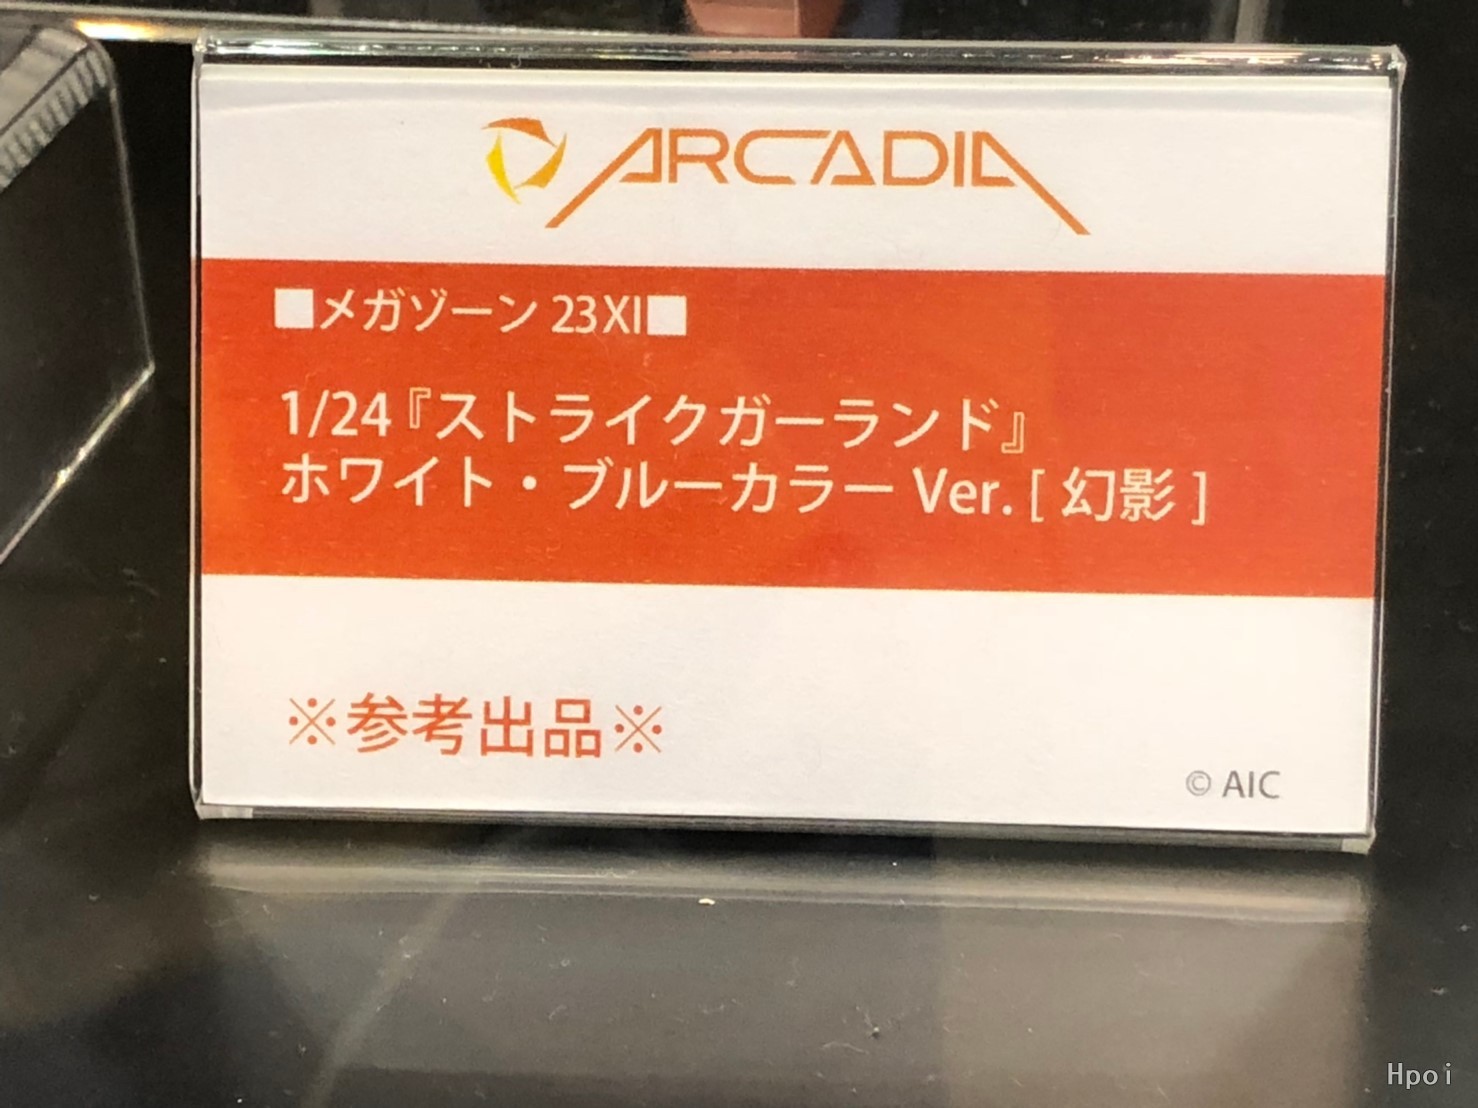 ARCADIA
■メガゾーン 23XI■
1/24『ストライクガーランド』
ホワイト・ブルーカラー Ver. [ 幻影 ]
※参考出品※
© AIC
Hpoi